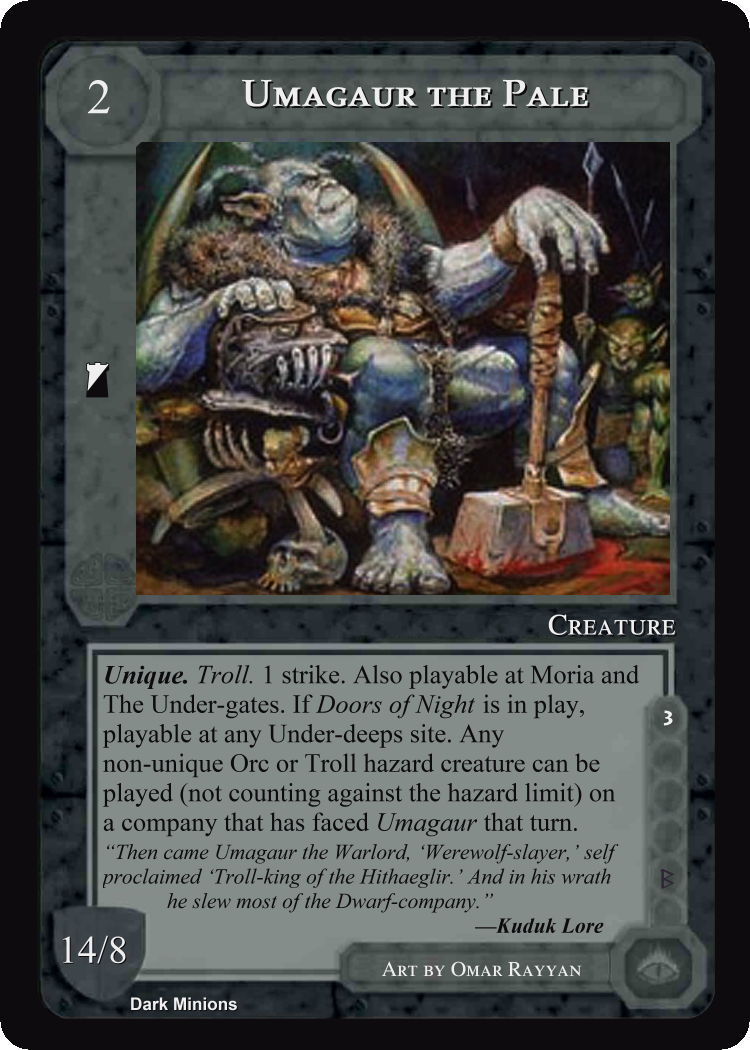 2
UMAGAUR THE PALE
CREATURE
Unique. Troll. 1 strike. Also playable at Moria and
The Under-gates. If Doors of Night is in play,
playable at any Under-deeps site. Any
non-unique Orc or Troll hazard creature can be
played (not counting against the hazard limit) on
a company that has faced Umagaur that turn.
“Then came Umagaur the Warlord, ‘Werewolf-slayer,’ self
proclaimed ‘Troll-king of the Hithaeglir.’ And in his wrath
he slew most of the Dwarf-company.”
—Kuduk Lore
3
14/8
ART BY OMAR RAYYAN
Dark Minions